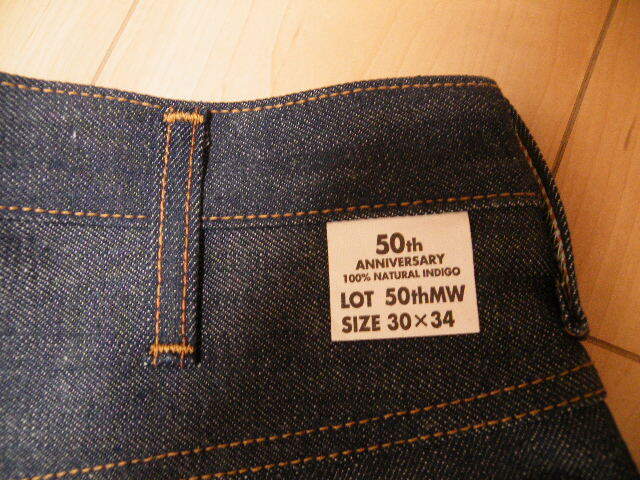 50th
ANNIVERSARY
100% NATURAL INDIGO
LOT 50thMW
SIZE 30×34